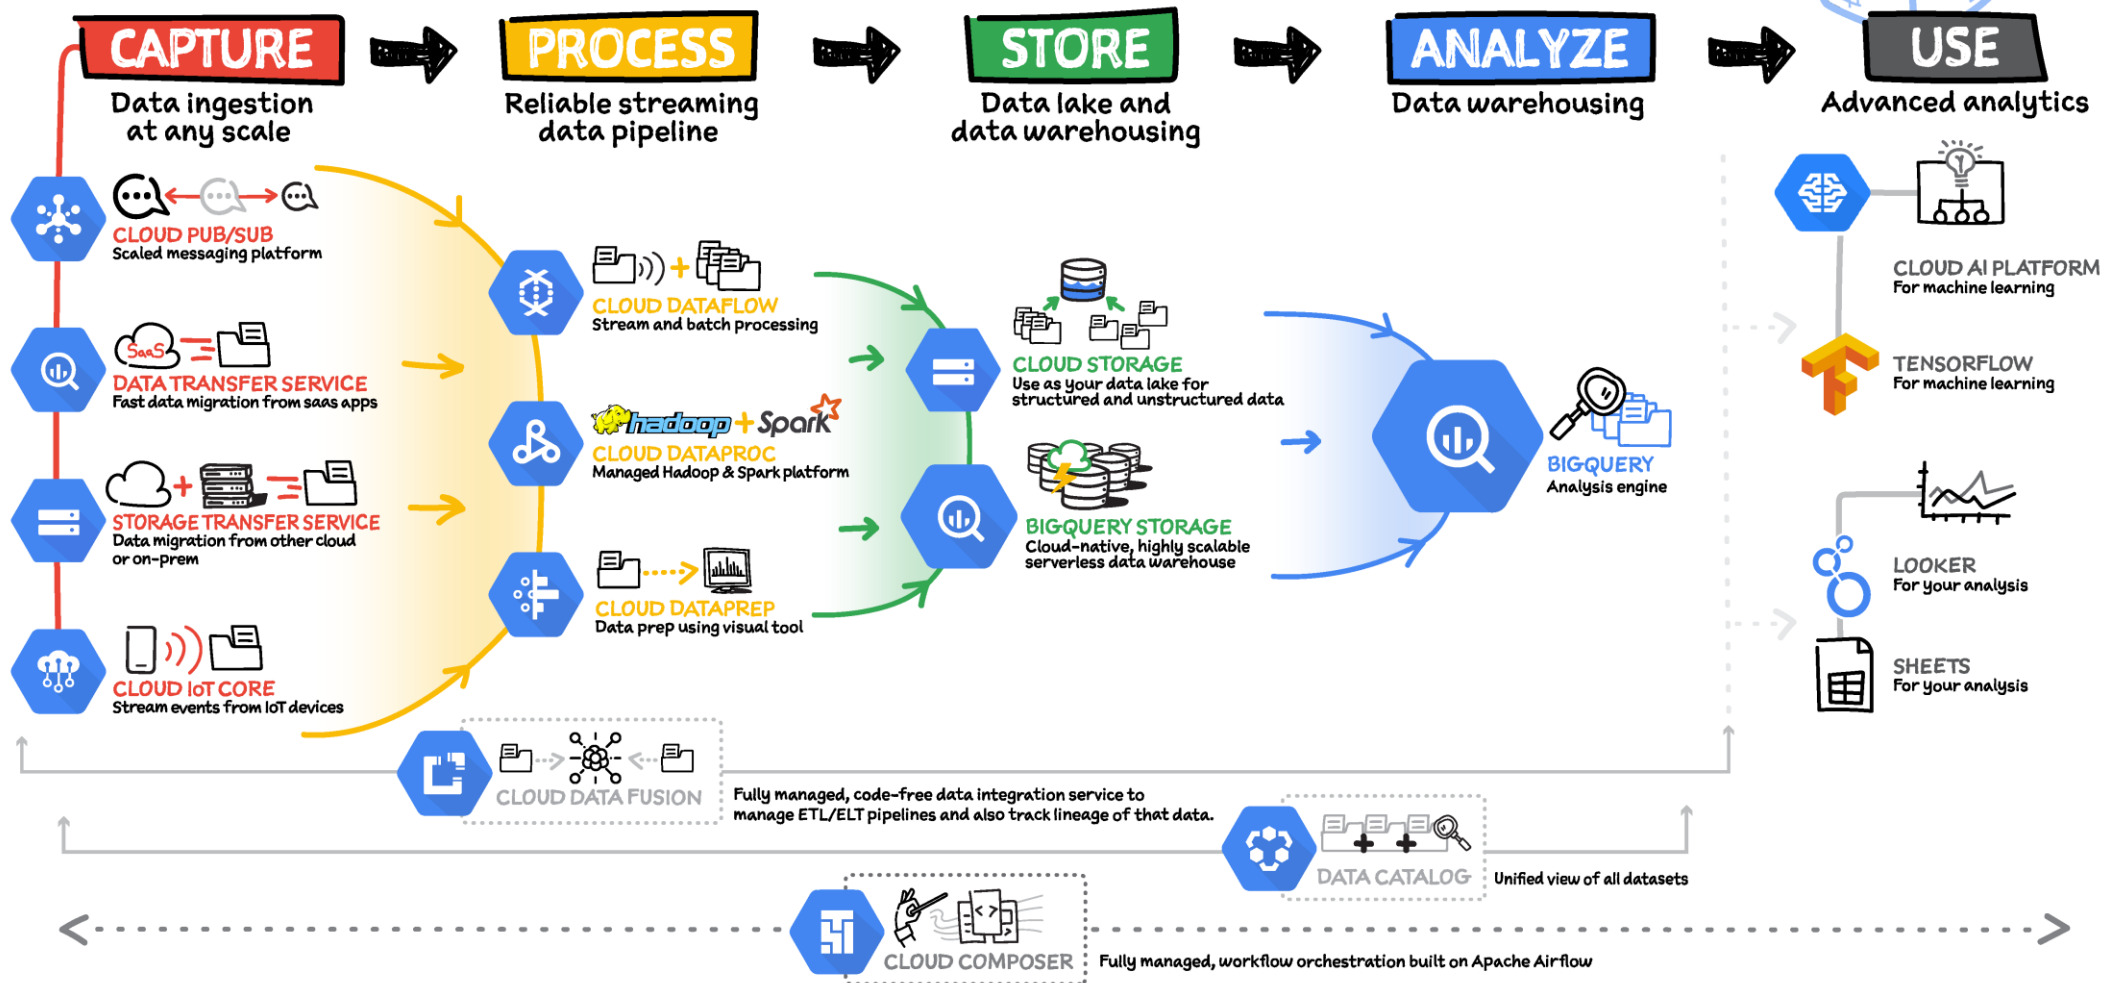 CAPTURE
Data ingestion
at any scale
PROCESS
Reliable streaming
data pipeline
STORE
Data lake and
data warehousing
ANALYZE
Data warehousing
USE
Advanced analytics
CLOUD PUB/SUB
Scaled messaging platform
SaaS
DATA TRANSFER SERVICE
Fast data migration from saas apps
STORAGE TRANSFER SERVICE
Data migration from other cloud
or on-prem
CLOUD IoT CORE
Stream events from IoT devices
CLOUD DATAFLOW
Stream and batch processing
hadoop + Spark
CLOUD DATAPROC
Managed Hadoop & Spark platform
CLOUD DATAPREP
Data prep using visual tool
CLOUD STORAGE
Use as your data lake for
structured and unstructured data
BIGQUERY STORAGE
Cloud-native, highly scalable
serverless data warehouse
BIGQUERY
Analysis engine
CLOUD AI PLATFORM
For machine learning
TENSORFLOW
For machine learning
LOOKER
For your analysis
SHEETS
For your analysis
CLOUD DATA FUSION
Fully managed, code-free data integration service to
manage ETL/ELT pipelines and also track lineage of that data.
DATA CATALOG
Unified view of all datasets
CLOUD COMPOSER
Fully managed, workflow orchestration built on Apache Airflow